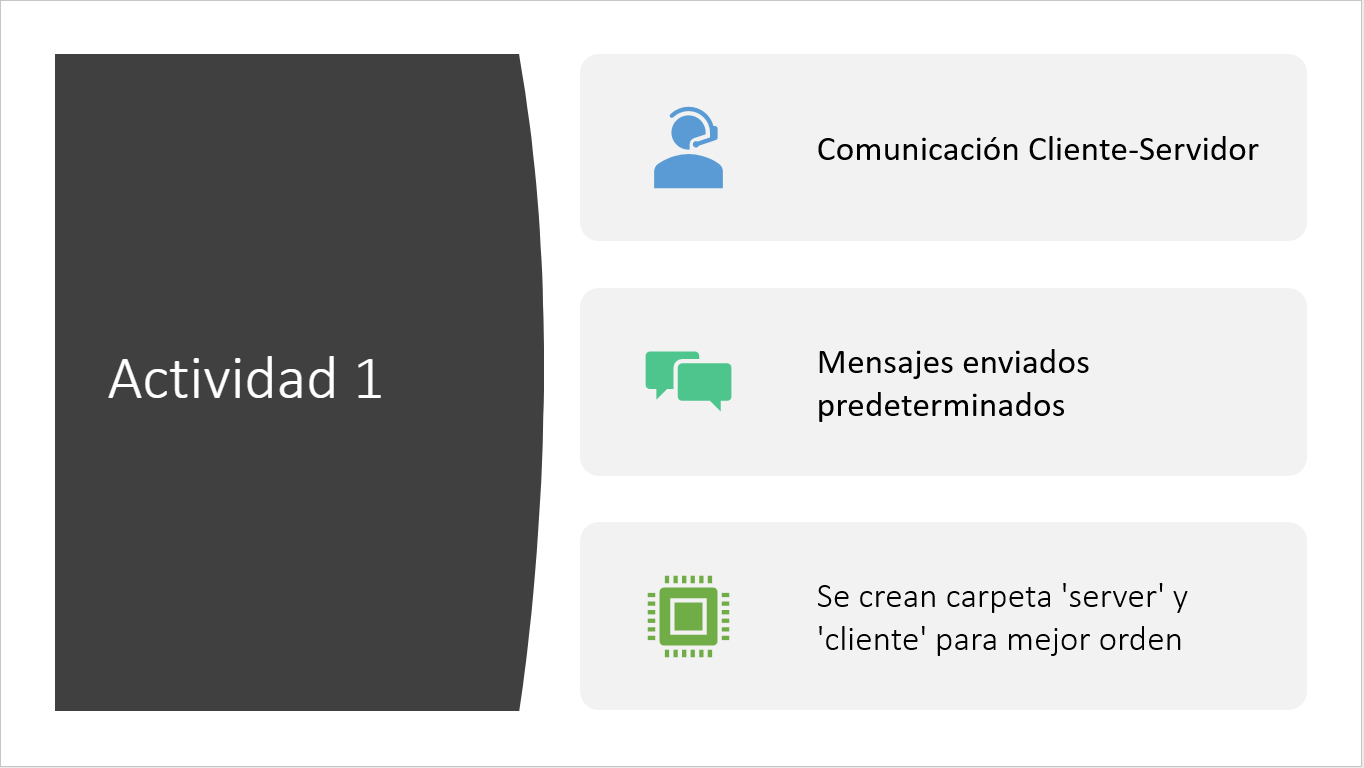 Actividad 1
Comunicación Cliente-Servidor
Mensajes enviados
predeterminados
Se crean carpeta 'server' y
'cliente' para mejor orden